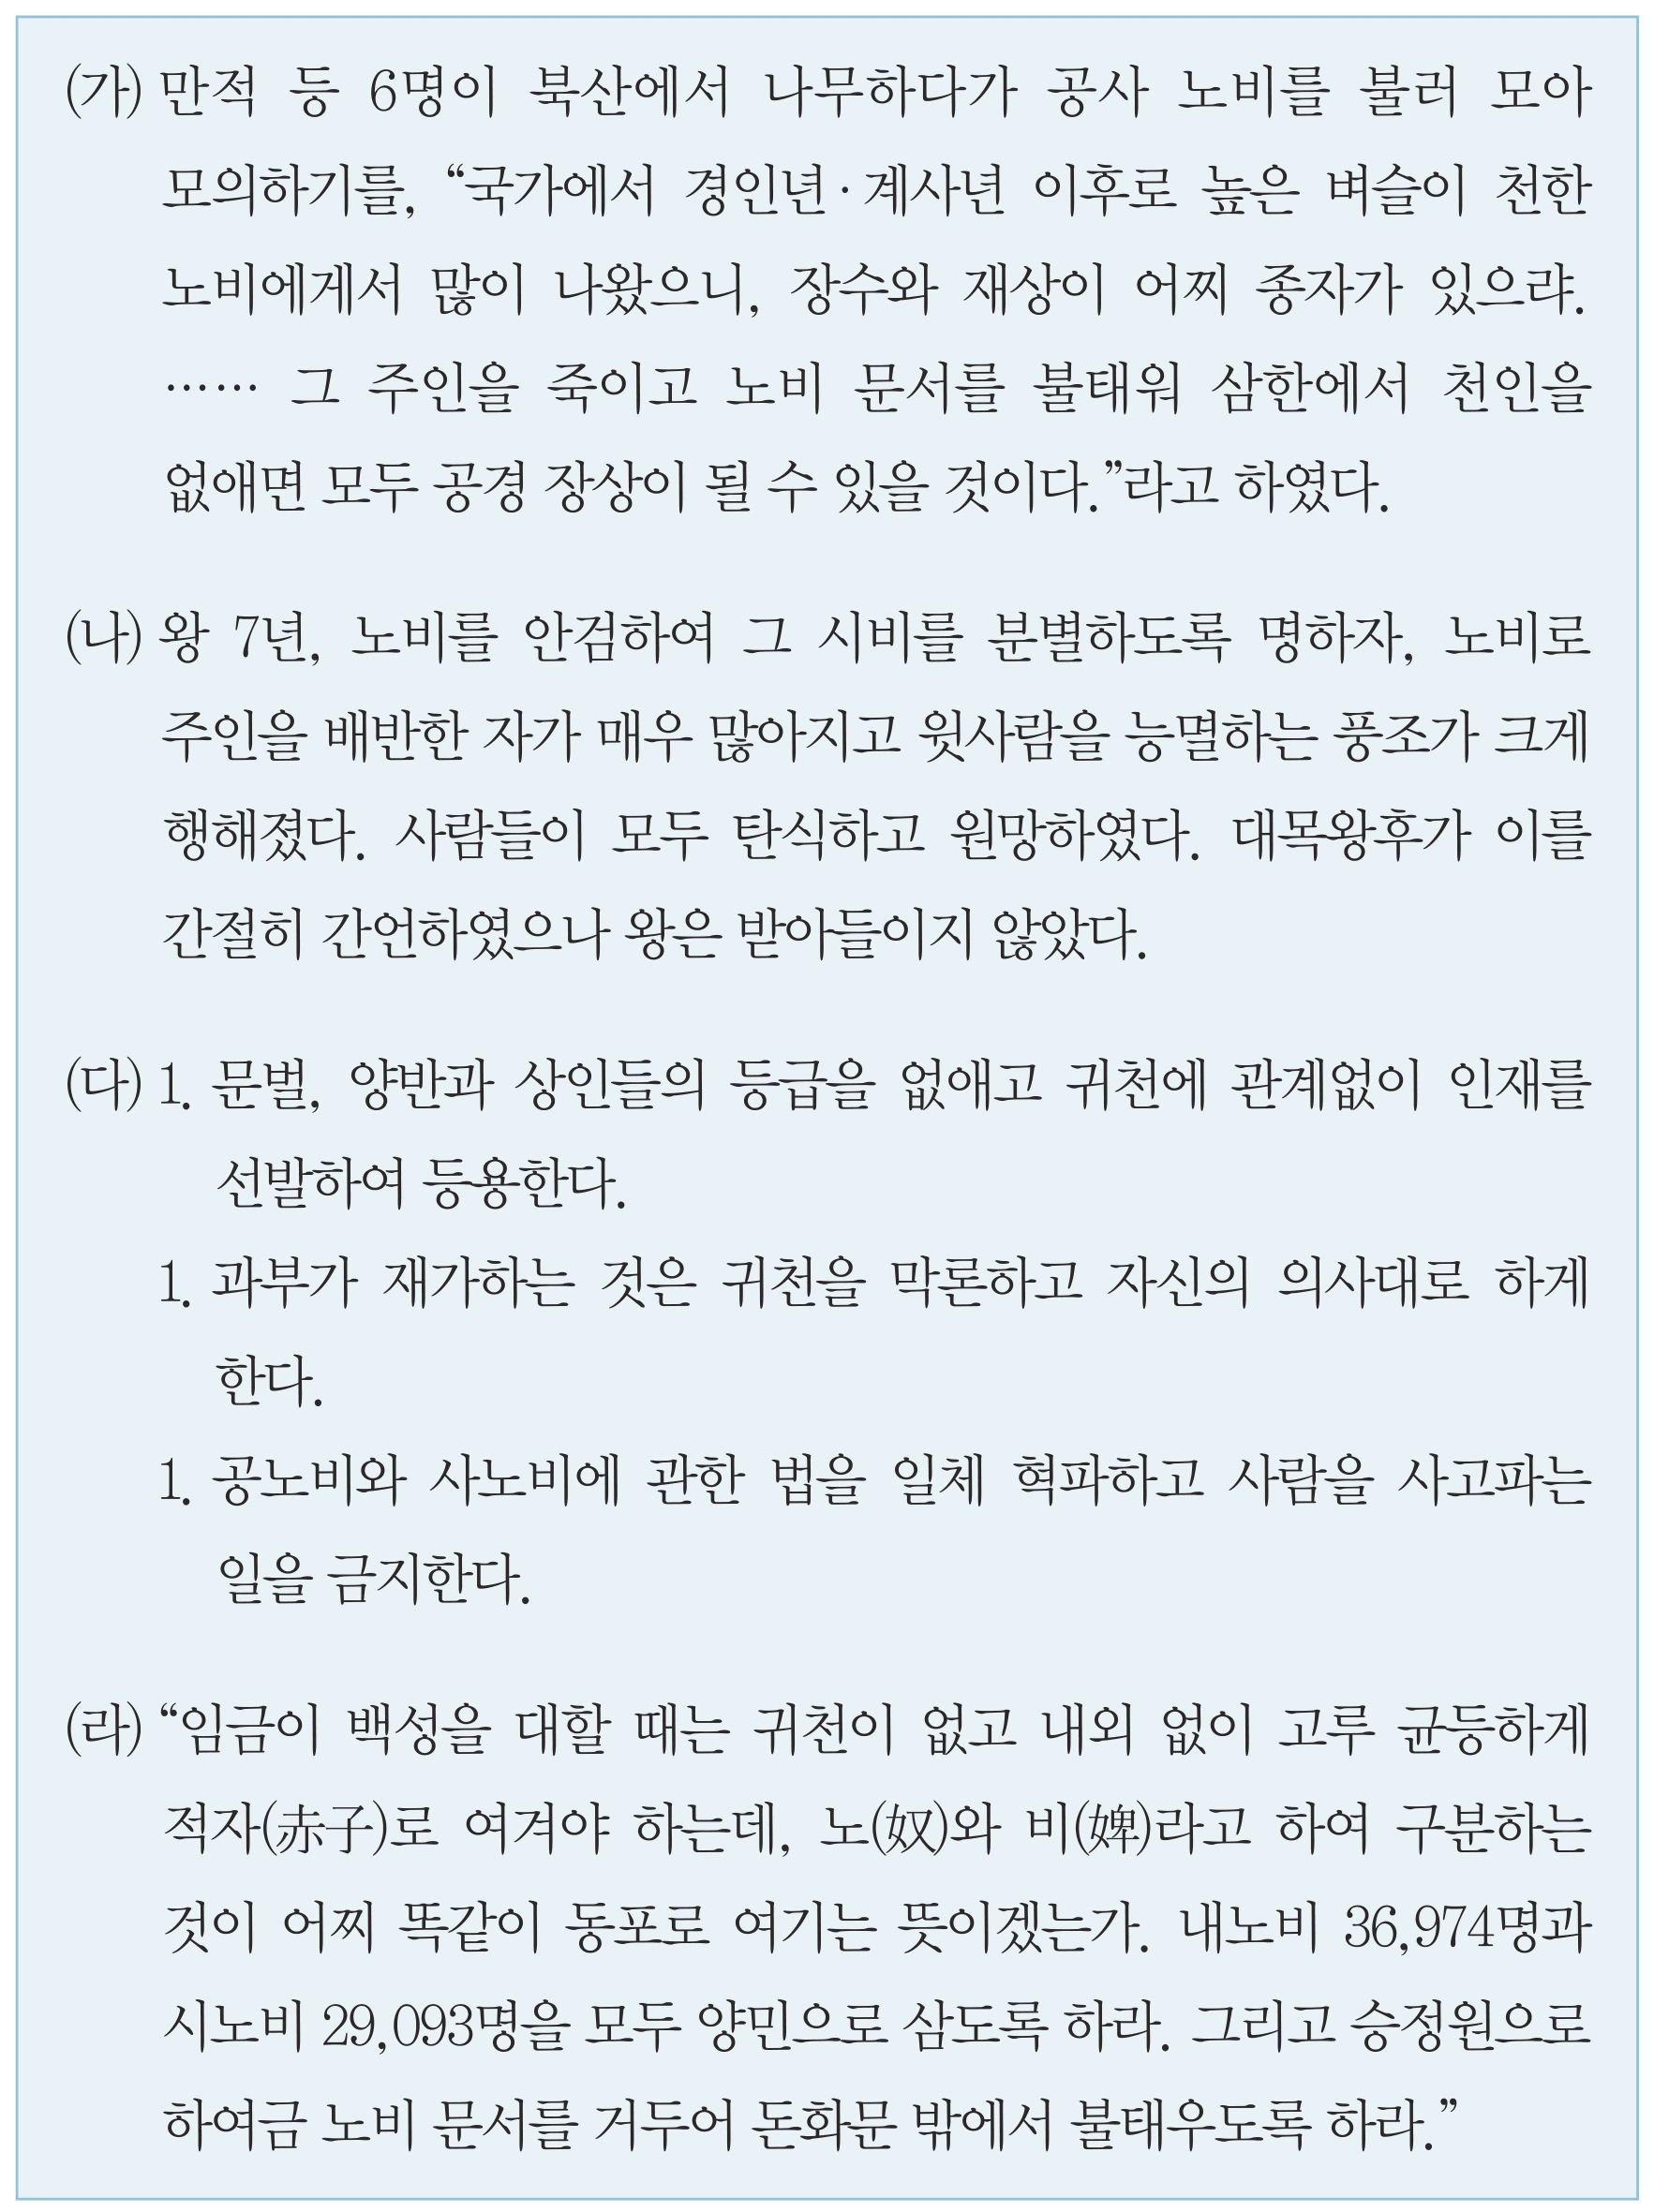 (가) 만적 등 6명이 북산에서 나무하다가 공사 노비를 불러 모아
모의하기를, “국가에서 경인년·계사년 이후로 높은 벼슬이 천한
노비에게서 많이 나왔으니, 장수와 재상이 어찌 종자가 있으랴.
…… 그 주인을 죽이고 노비 문서를 불태워 삼한에서 천인을
없애면 모두 공경 장상이 될 수 있을 것이다.”라고 하였다.
(나) 왕 7년, 노비를 안검하여 그 시비를 분별하도록 명하자, 노비로
주인을 배반한 자가 매우 많아지고 윗사람을 능멸하는 풍조가 크게
행해졌다. 사람들이 모두 탄식하고 원망하였다. 대목왕후가 이를
간절히 간언하였으나 왕은 받아들이지 않았다.
(다) 1. 문벌, 양반과 상인들의 등급을 없애고 귀천에 관계없이 인재를
선발하여 등용한다.
1. 과부가 재가하는 것은 귀천을 막론하고 자신의 의사대로 하게
한다.
1. 공노비와 사노비에 관한 법을 일체 혁파하고 사람을 사고파는
일을 금지한다.
(라) “임금이 백성을 대할 때는 귀천이 없고 내외 없이 고루 균등하게
적자(赤子)로 여겨야 하는데, 노(奴)와 비(婢)라고 하여 구분하는
것이 어찌 똑같이 동포로 여기는 뜻이겠는가. 내노비 36,974명과
시노비 29,093명을 모두 양민으로 삼도록 하라. 그리고 승정원으로
하여금 노비 문서를 거두어 돈화문 밖에서 불태우도록 하라.”